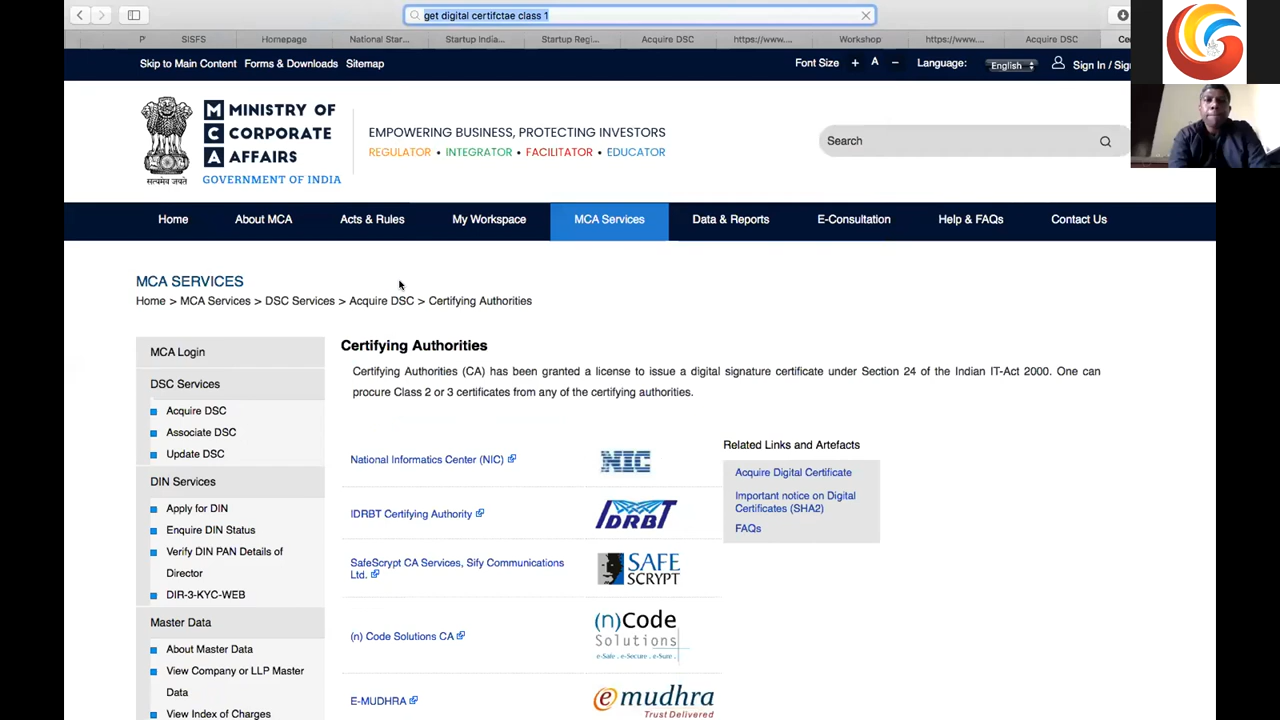 get digital certifctae class 1
P
SISFS
Homepage
National Star...
Startup India...
Startup Regi...
Acquire DSC
https://www....
Workshop
https://www....
Acquire DSC
Cer
Skip to Main Content Forms & Downloads Sitemap
Font Size + A − Language: English Sign In / Sig
MINISTRY OF
CORPORATE
AFFAIRS
M
C
A
सत्यमेव जयते
GOVERNMENT OF INDIA
EMPOWERING BUSINESS, PROTECTING INVESTORS
REGULATOR • INTEGRATOR • FACILITATOR • EDUCATOR
Search
Home About MCA Acts & Rules My Workspace MCA Services Data & Reports E-Consultation Help & FAQs Contact Us
MCA SERVICES
Home > MCA Services > DSC Services > Acquire DSC > Certifying Authorities
MCA Login
DSC Services
Acquire DSC
Associate DSC
Update DSC
DIN Services
Apply for DIN
Enquire DIN Status
Verify DIN PAN Details of
Director
DIR-3-KYC-WEB
Master Data
About Master Data
View Company or LLP Master
Data
View Index of Charges
Certifying Authorities
Certifying Authorities (CA) has been granted a license to issue a digital signature certificate under Section 24 of the Indian IT-Act 2000. One can
procure Class 2 or 3 certificates from any of the certifying authorities.
National Informatics Center (NIC)
NIC
IDRBT Certifying Authority
IDRBT
SafeScrypt CA Services, Sify Communications
Ltd.
SAFE
SCRYPT
(n) Code Solutions CA
(n)Code
Solutions
e-Safe . e-Secure . e-Sure .
E-MUDHRA
emudhra
Trust Delivered
Related Links and Artefacts
Acquire Digital Certificate
Important notice on Digital
Certificates (SHA2)
FAQs